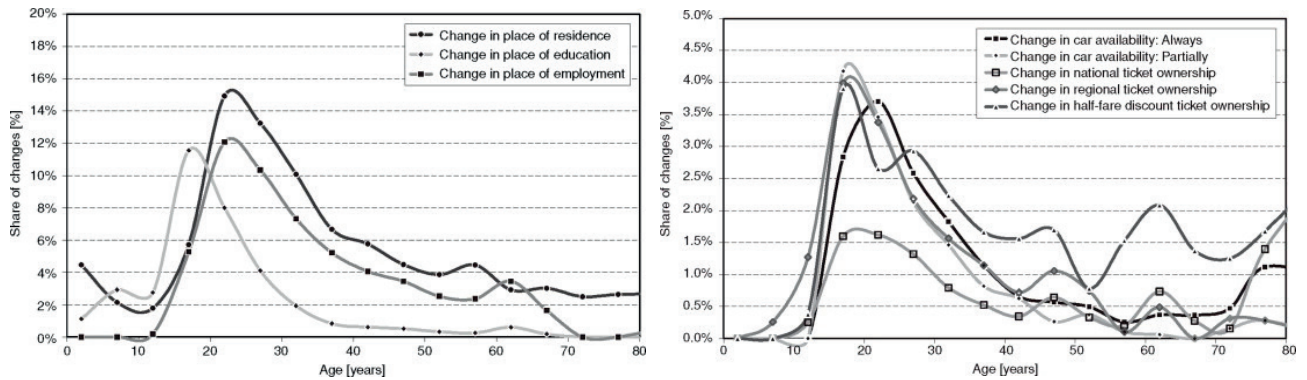 20%
18%
16%
14%
12%
10%
8%
6%
4%
2%
0%
Share of changes [%]
Change in place of residence
Change in place of education
Change in place of employment
0 10 20 30 40 50 60 70 80
Age [years]
5.0%
4.5%
4.0%
3.5%
3.0%
2.5%
2.0%
1.5%
1.0%
0.5%
0.0%
Share of changes [%]
Change in car availability: Always
Change in car availability: Partially
Change in national ticket ownership
Change in regional ticket ownership
Change in half-fare discount ticket ownership
0 10 20 30 40 50 60 70 80
Age [years]